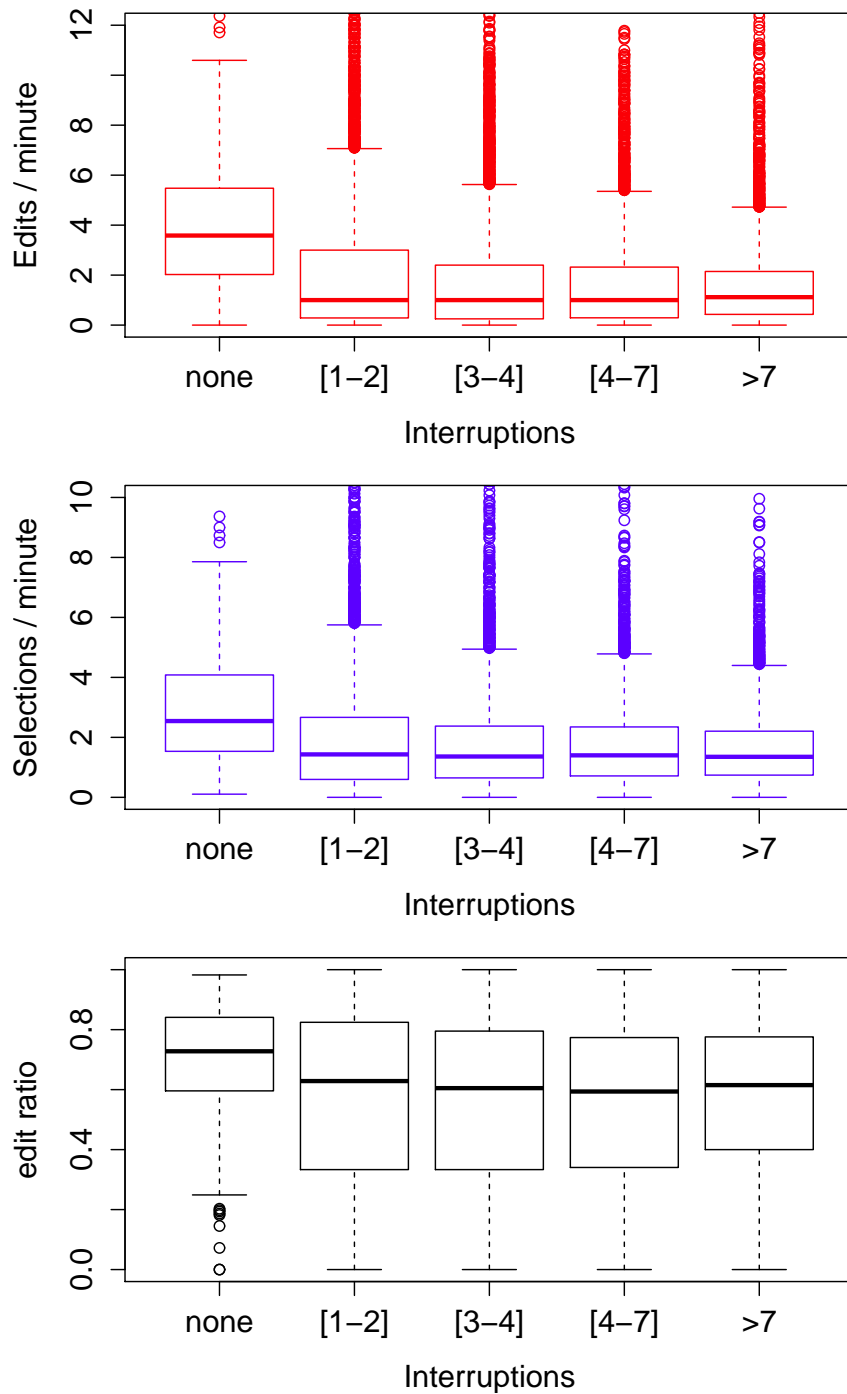 Edits / minute
12
8
6
4
2
0
none [1−2] [3−4] [4−7] >7
Interruptions
Selections / minute
10
8
6
4
2
0
none [1−2] [3−4] [4−7] >7
Interruptions
edit ratio
0.8
0.4
0.0
none [1−2] [3−4] [4−7] >7
Interruptions